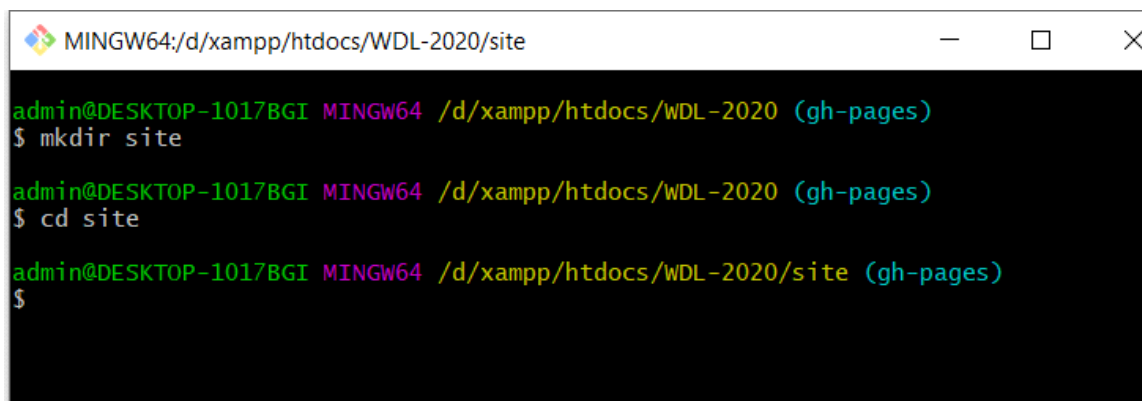 MINGW64:/d/xampp/htdocs/WDL-2020/site
admin@DESKTOP-1017BGI MINGW64 /d/xampp/htdocs/WDL-2020 (gh-pages)
$ mkdir site
admin@DESKTOP-1017BGI MINGW64 /d/xampp/htdocs/WDL-2020 (gh-pages)
$ cd site
admin@DESKTOP-1017BGI MINGW64 /d/xampp/htdocs/WDL-2020/site (gh-pages)
$